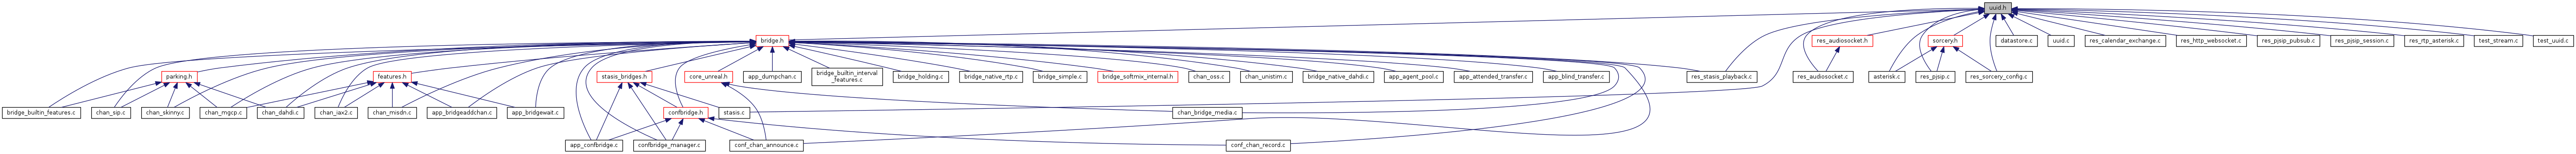 uuid.h
bridge.h
res_audiosocket.h
sorcery.h
datastore.c
uuid.c
res_calendar_exchange.c
res_http_websocket.c
res_pjsip_pubsub.c
res_pjsip_session.c
res_rtp_asterisk.c
test_stream.c
test_uuid.c
parking.h
features.h
stasis_bridges.h
core_unreal.h
app_dumpchan.c
bridge_builtin_interval
_features.c
bridge_holding.c
bridge_native_rtp.c
bridge_simple.c
bridge_softmix_internal.h
chan_oss.c
chan_unistim.c
bridge_native_dahdi.c
app_agent_pool.c
app_attended_transfer.c
app_blind_transfer.c
res_stasis_playback.c
res_audiosocket.c
asterisk.c
res_pjsip.c
res_sorcery_config.c
bridge_builtin_features.c
chan_sip.c
chan_skinny.c
chan_mgcp.c
chan_dahdi.c
chan_iax2.c
chan_misdn.c
app_bridgeaddchan.c
app_bridgewait.c
confbridge.h
stasis.c
chan_bridge_media.c
app_confbridge.c
confbridge_manager.c
conf_chan_announce.c
conf_chan_record.c